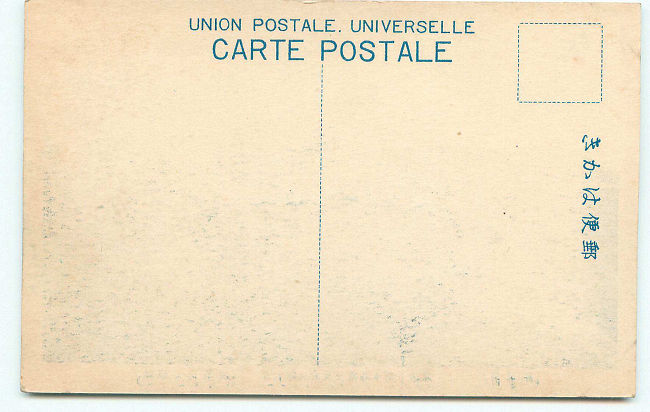 UNION POSTALE. UNIVERSELLE
CARTE POSTALE
郵便はかき